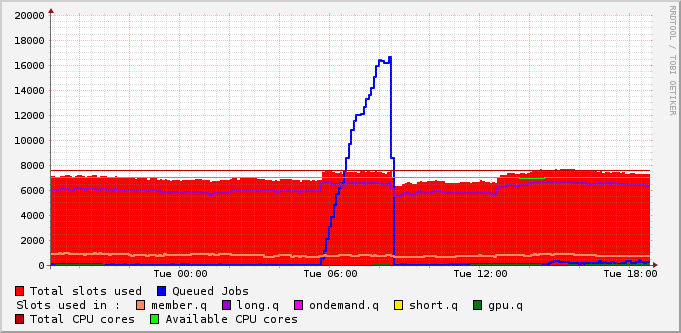 20000
18000
16000
14000
12000
10000
8000
6000
4000
2000
0
Tue 00:00 Tue 06:00 Tue 12:00 Tue 18:00
Total slots used Queued Jobs
Slots used in : member.q long.q ondemand.q short.q gpu.q
Total CPU cores Available CPU cores
RRDTOOL / TOBI OETIKER